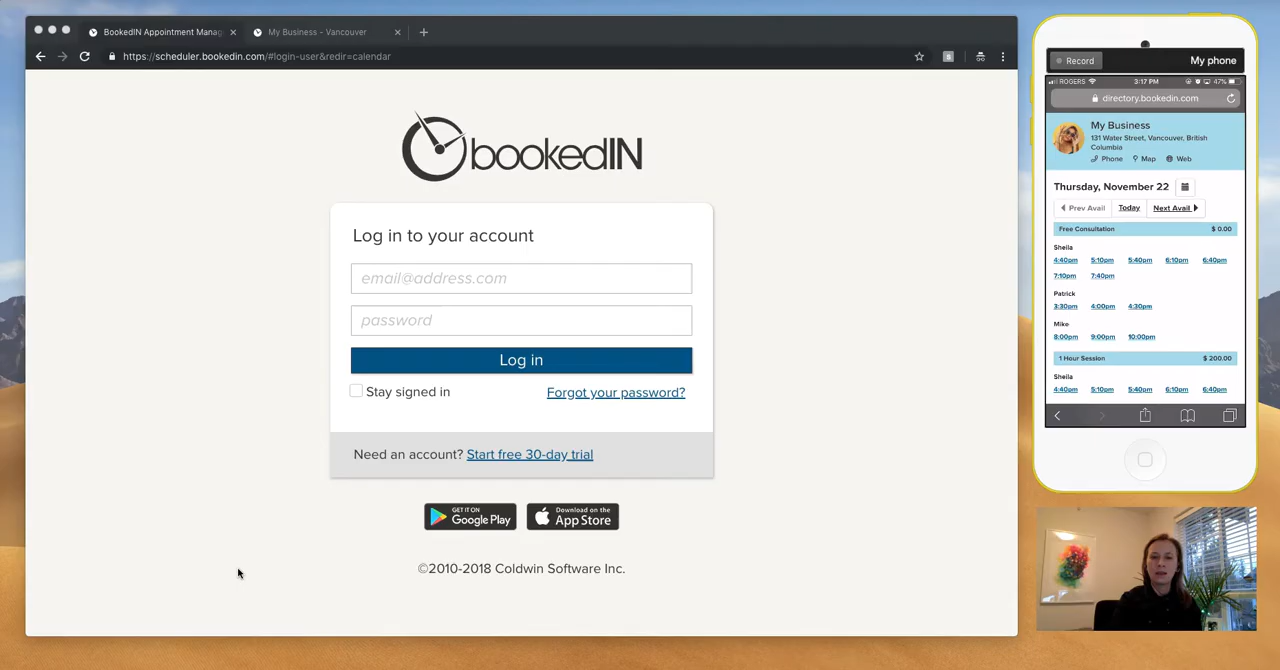 BookedIN Appointment Manag
My Business - Vancouver
https://scheduler.bookedin.com/#login-user&redir=calendar
S
bookedIN
Log in to your account
email@address.com
password
Log in
Stay signed in
Forgot your password?
Need an account? Start free 30-day trial
GET IT ON
Google Play
Download on the
App Store
©2010-2018 Coldwin Software Inc.
Record
My phone
ROGERS 3:17 PM 47%
directory.bookedin.com
My Business
131 Water Street, Vancouver, British
Columbia
Phone Map Web
Thursday, November 22
Prev Avail Today Next Avail
Free Consultation $ 0.00
Sheila
4:40pm 5:10pm 5:40pm 6:10pm 6:40pm
7:10pm 7:40pm
Patrick
3:30pm 4:00pm 4:30pm
Mike
8:00pm 9:00pm 10:00pm
1 Hour Session $ 200.00
Sheila
4:40pm 5:10pm 5:40pm 6:10pm 6:40pm